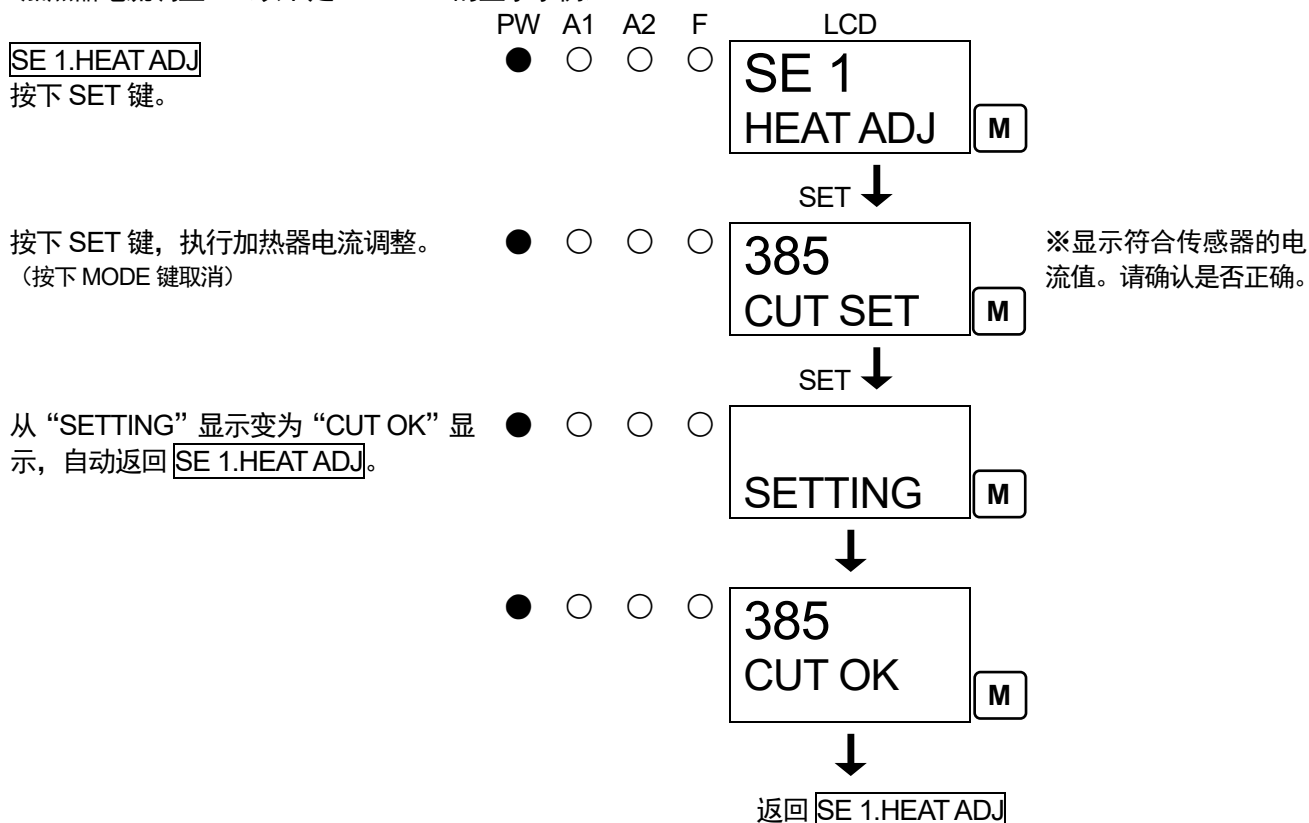 PW A1 A2 F LCD
SE 1.HEAT ADJ
按下 SET 键。
SE 1
HEAT ADJ
M
SET
按下 SET 键，执行加热器电流调整。
（按下 MODE 键取消）
385
CUT SET
M
※显示符合传感器的电
流值。请确认是否正确。
SET
从“SETTING”显示变为“CUT OK”显
示，自动返回 SE 1.HEAT ADJ。
SETTING
M
385
CUT OK
M
返回 SE 1.HEAT ADJ